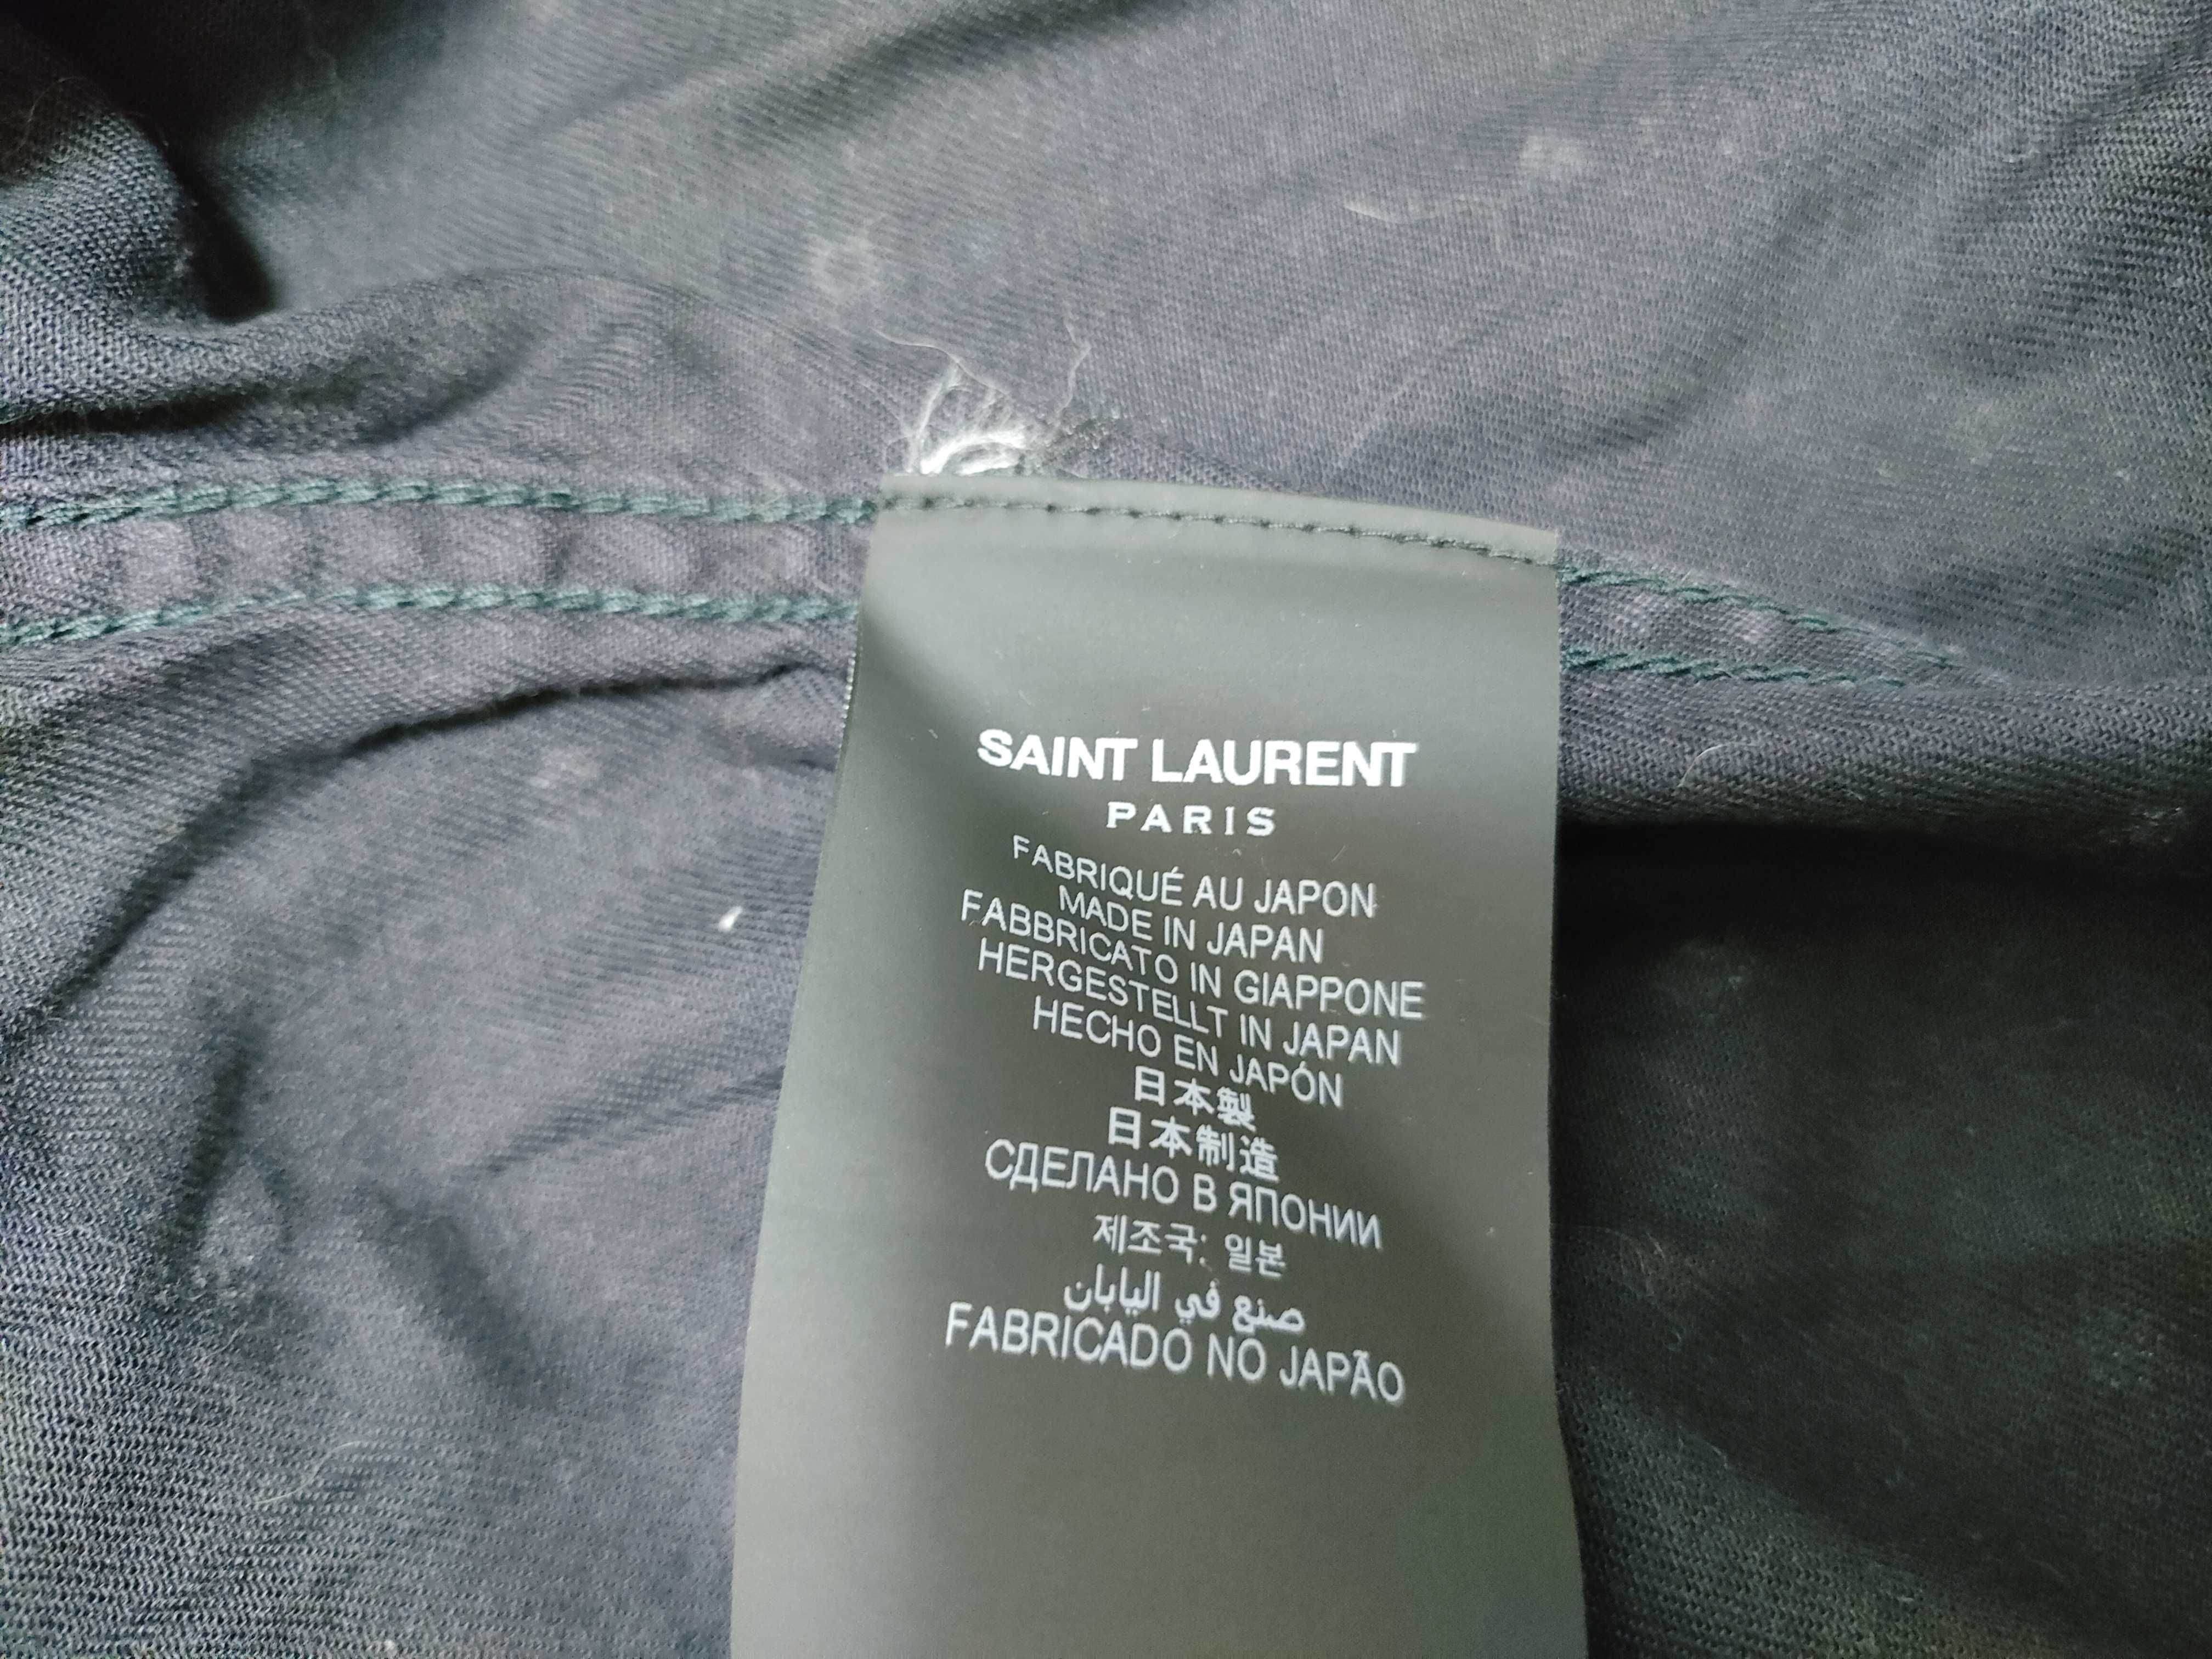 SAINT LAURENT
PARIS
FABRIQUÉ AU JAPON
MADE IN JAPAN
FABBRICATO IN GIAPPONE
HERGESTELLT IN JAPAN
HECHO EN JAPÓN
日本製
日本制造
СДЕЛАНО В ЯПОНИИ
제조국: 일본
صنع في اليابان
FABRICADO NO JAPÃO